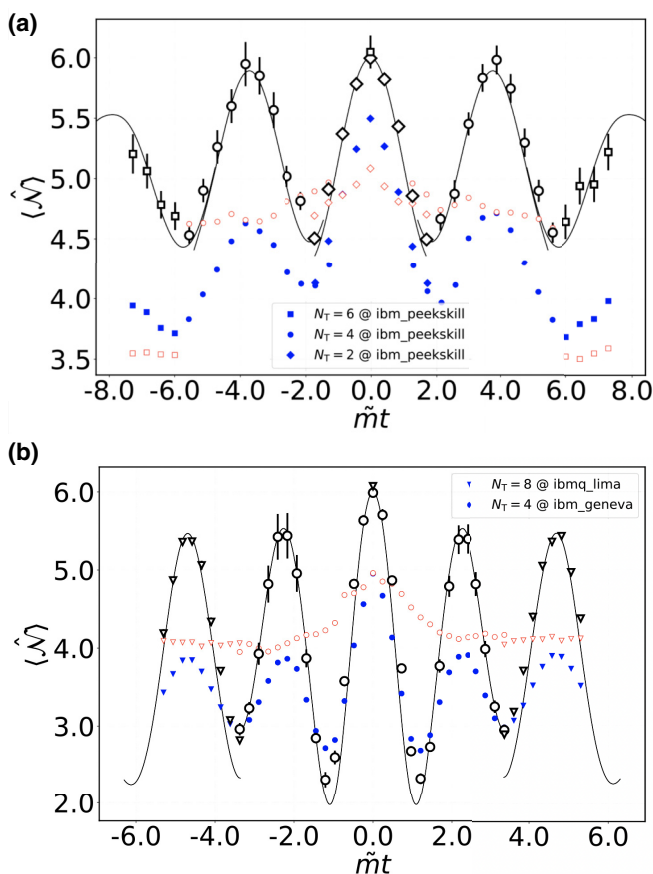 (a)
6.0
5.5
5.0
4.5
4.0
3.5
⟨𝒩̂⟩
N_T = 6 @ ibm_peekskill
N_T = 4 @ ibm_peekskill
N_T = 2 @ ibm_peekskill
-8.0 -6.0 -4.0 -2.0 0.0 2.0 4.0 6.0 8.0
m̃t
(b)
6.0
5.0
4.0
3.0
2.0
⟨𝒩̂⟩
N_T = 8 @ ibmq_lima
N_T = 4 @ ibm_geneva
-6.0 -4.0 -2.0 0.0 2.0 4.0 6.0
m̃t